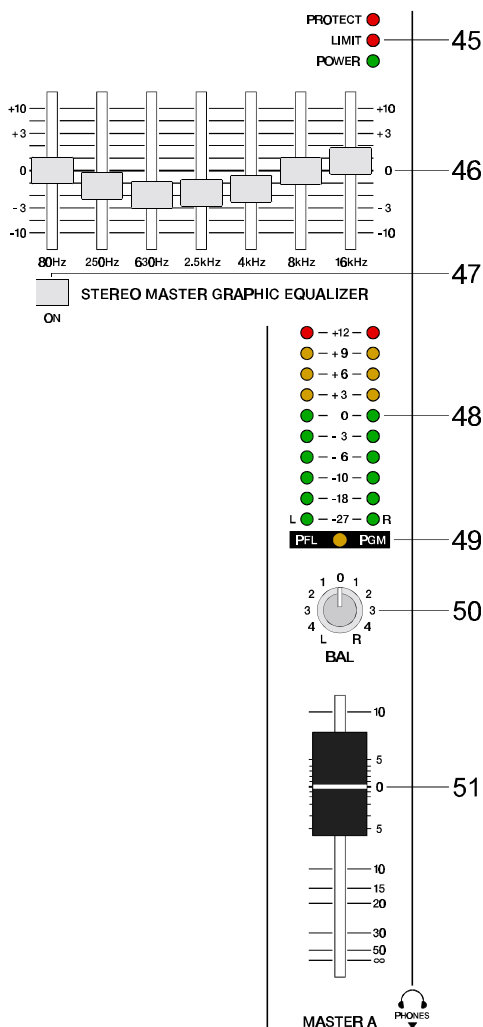 PROTECT
LIMIT 45
POWER
+10 +10
+3 +3
0 0 46
-3 -3
-10 -10
80Hz 250Hz 630Hz 2.5kHz 4kHz 8kHz 16kHz
47
STEREO MASTER GRAPHIC EQUALIZER
ON
+12
+9
+6
+3
0 48
-3
-6
-10
-18
L -27 R
PFL PGM 49
1 0 1
2 2
3 3 50
4 4
L R
BAL
10
5
0 51
5
10
15
20
30
50
∞
MASTER A
PHONES